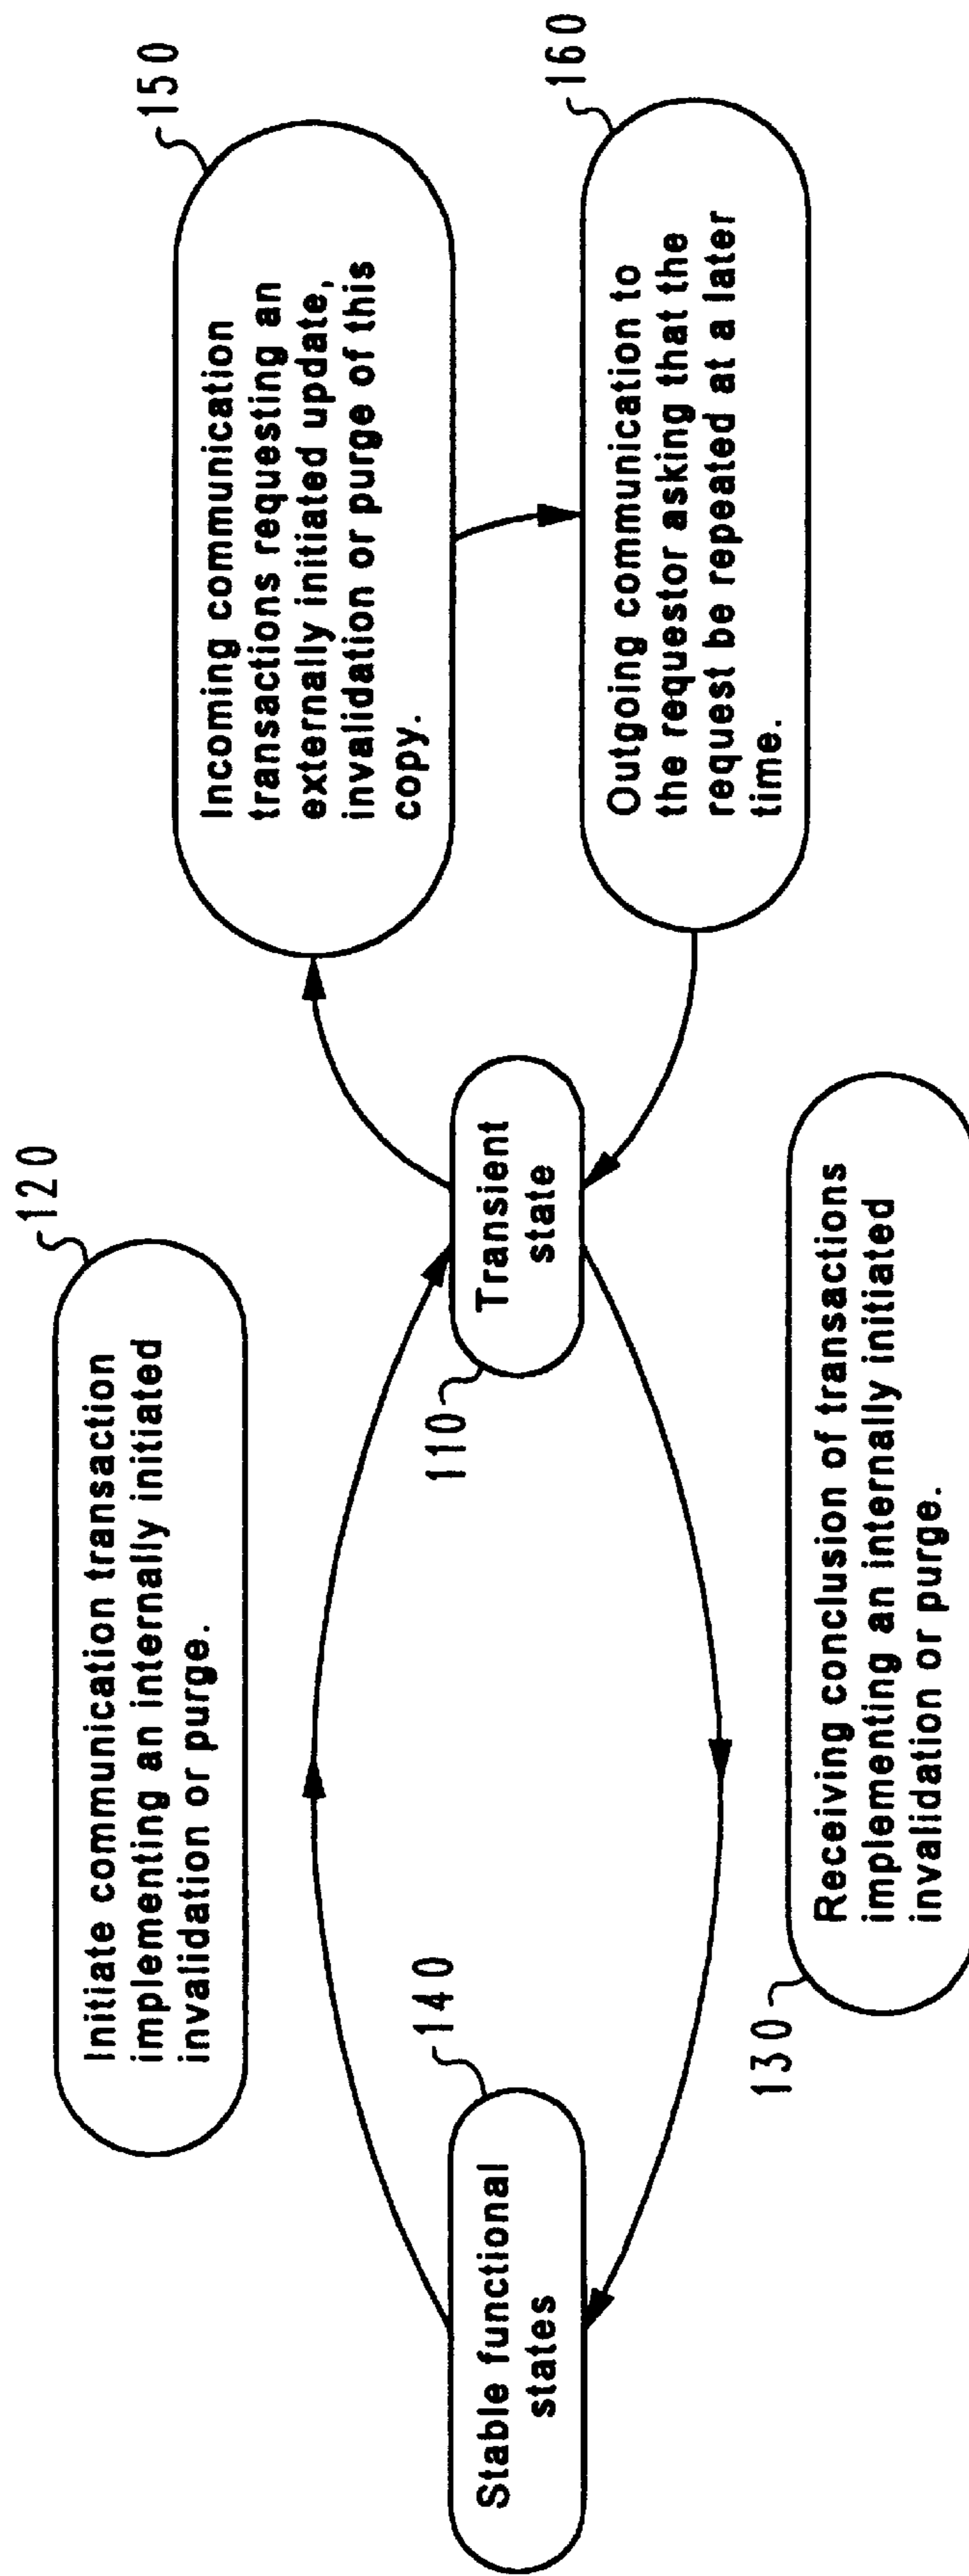 120
Initiate communication transaction
implementing an internally initiated
invalidation or purge.
150
Incoming communication
transactions requesting an
externally initiated update,
invalidation or purge of this
copy.
140
Stable functional
states
110
Transient
state
160
Outgoing communication to
the requestor asking that the
request be repeated at a later
time.
130
Receiving conclusion of transactions
implementing an internally initiated
invalidation or purge.